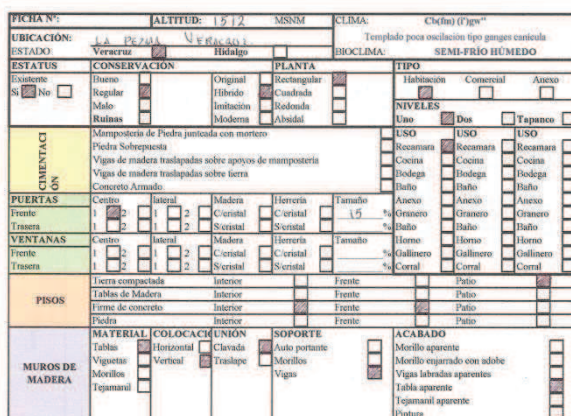 FICHA N°: ALTITUD: 1512 MSNM CLIMA: Cb(fm) (i')gw"
UBICACIÓN: LA PERLA VERACRUZ. Templado poca oscilación tipo ganges canícula
ESTADO: Veracruz Hidalgo BIOCLIMA: SEMI-FRÍO HÚMEDO
ESTATUS CONSERVACIÓN PLANTA TIPO
Existente Bueno Original Rectangular Habitación Comercial Anexo
Si No Regular Hibrido Cuadrada
Malo Imitación Redonda NIVELES
Ruinas Moderna Absidal Uno Dos Tapanco
CIMENTACIÓN Mampostería de Piedra junteada con mortero USO USO USO
Piedra Sobrepuesta Recamara Recamara Recamara
Vigas de madera traslapadas sobre apoyos de mampostería Cocina Cocina Cocina
Vigas de madera traslapadas sobre tierra Bodega Bodega Bodega
Concreto Armado Baño Baño Baño
PUERTAS Centro lateral Madera Herrería Tamaño Anexo Anexo Anexo
Frente 1 2 1 2 C/cristal C/cristal 15 % Granero Granero Granero
Trasera 1 2 1 2 S/cristal S/cristal Baño Baño Baño
VENTANAS Centro lateral Madera Herrería Tamaño Horno Horno Horno
Frente 1 2 1 2 C/cristal C/cristal % Gallinero Gallinero Gallinero
Trasera 1 2 1 2 S/cristal S/cristal Corral Corral Corral
PISOS Tierra compactada Interior Frente Patio
Tablas de Madera Interior Frente Patio
Firme de concreto Interior Frente Patio
Piedra Interior Frente Patio
MUROS DE MADERA MATERIAL COLOCACIÓN UNIÓN SOPORTE ACABADO
Tablas Horizontal Clavada Auto portante Morillo aparente
Viguetas Vertical Traslape Morillos Morillo enjarrado con adobe
Morillos Vigas Vigas labradas aparentes
Tejamanil Tabla aparente
Tejamanil aparente
Pintura